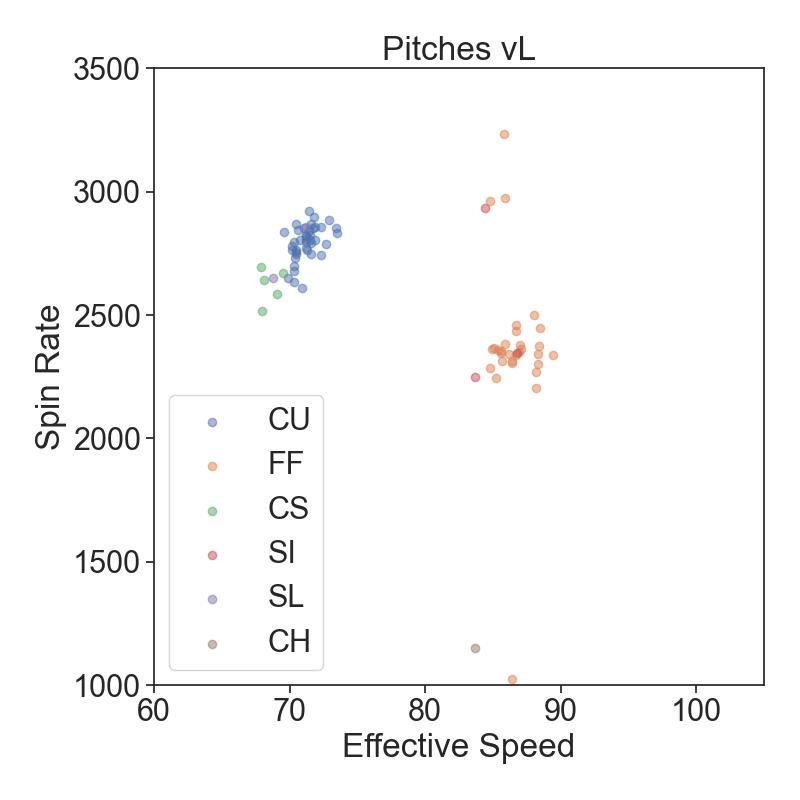 Pitches vL
3500
3000
2500
2000
1500
1000
Spin Rate
CU
FF
CS
SI
SL
CH
60 70 80 90 100
Effective Speed